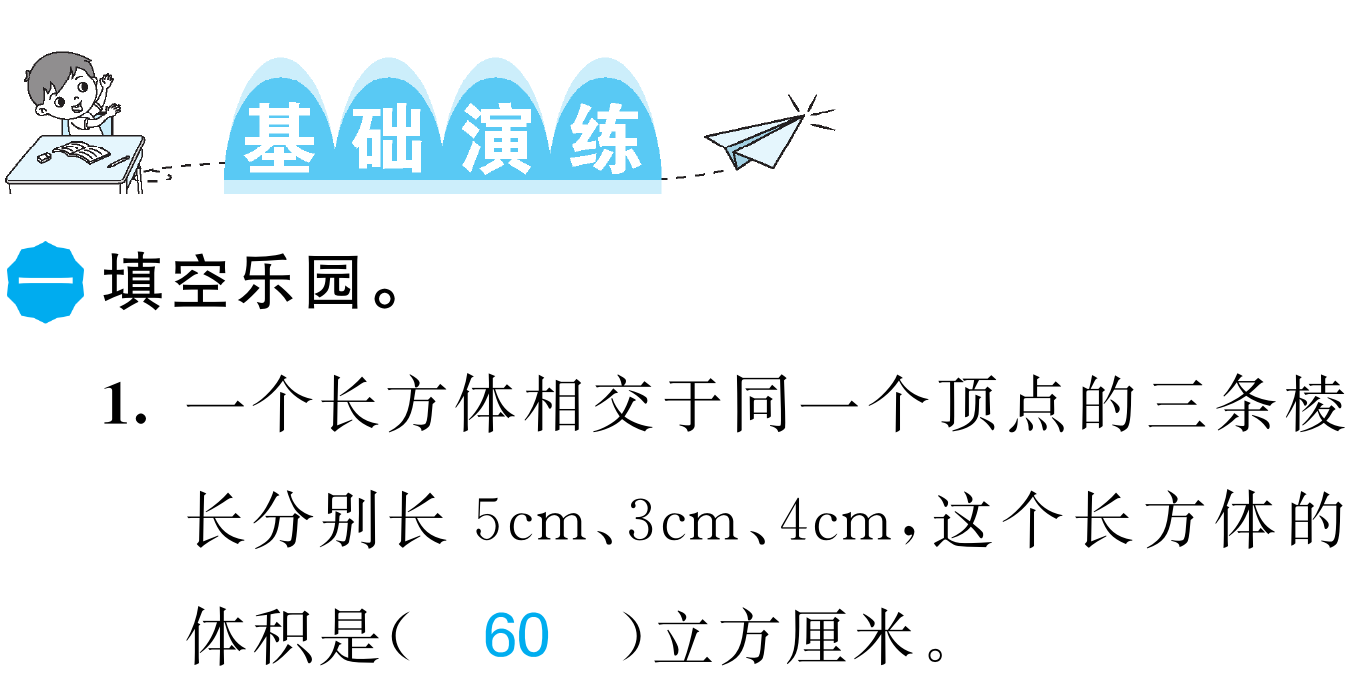 基础演练
一 填空乐园。
1. 一个长方体相交于同一个顶点的三条棱
长分别长 5cm、3cm、4cm,这个长方体的
体积是( 60 )立方厘米。